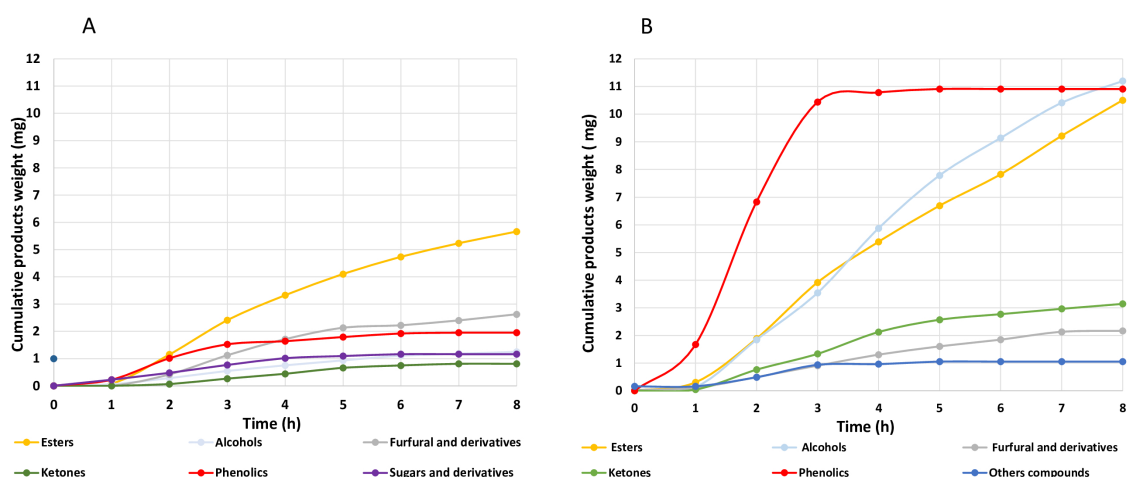 A
Cumulative products weight (mg)
12
11
10
9
8
7
6
5
4
3
2
1
0
0 1 2 3 4 5 6 7 8
Time (h)
Esters Alcohols Furfural and derivatives
Ketones Phenolics Sugars and derivatives
B
Cumulative products weight ( mg)
12
11
10
9
8
7
6
5
4
3
2
1
0
0 1 2 3 4 5 6 7 8
Time (h)
Esters Alcohols Furfural and derivatives
Ketones Phenolics Others compounds